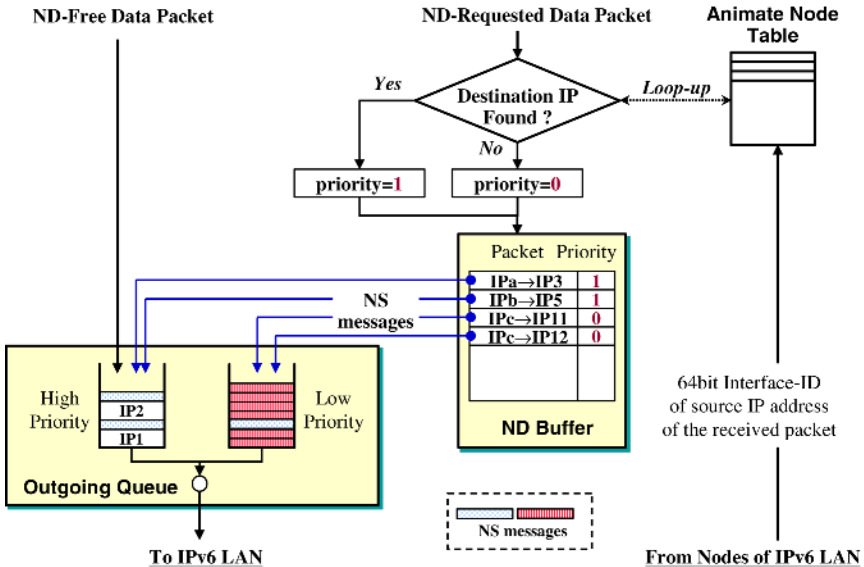 ND-Free Data Packet
ND-Requested Data Packet
Animate Node
Table
Yes
Destination IP
Found ?
Loop-up
No
priority=1
priority=0
Packet Priority
IPa→IP3 1
IPb→IP5 1
IPc→IP11 0
IPc→IP12 0
NS
messages
High
Priority
IP2
IP1
Low
Priority
ND Buffer
64bit Interface-ID
of source IP address
of the received packet
Outgoing Queue
NS messages
To IPv6 LAN
From Nodes of IPv6 LAN